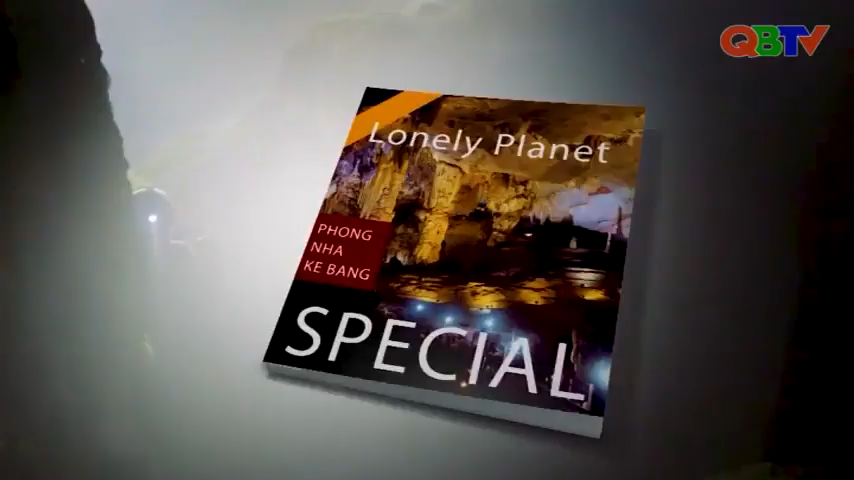 QBTV
Lonely Planet
PHONG
NHA
KE BANG
SPECIAL